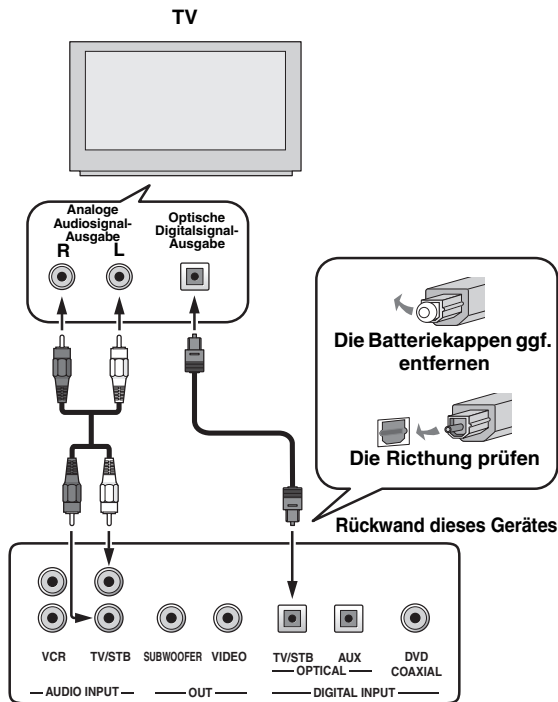 TV
Analoge
Audiosignal-
Ausgabe
R L
Optische
Digitalsignal-
Ausgabe
Die Batteriekappen ggf.
entfernen
Die Ricthung prüfen
Rückwand dieses Gerätes
VCR TV/STB SUBWOOFER VIDEO TV/STB AUX DVD
OPTICAL COAXIAL
AUDIO INPUT OUT DIGITAL INPUT